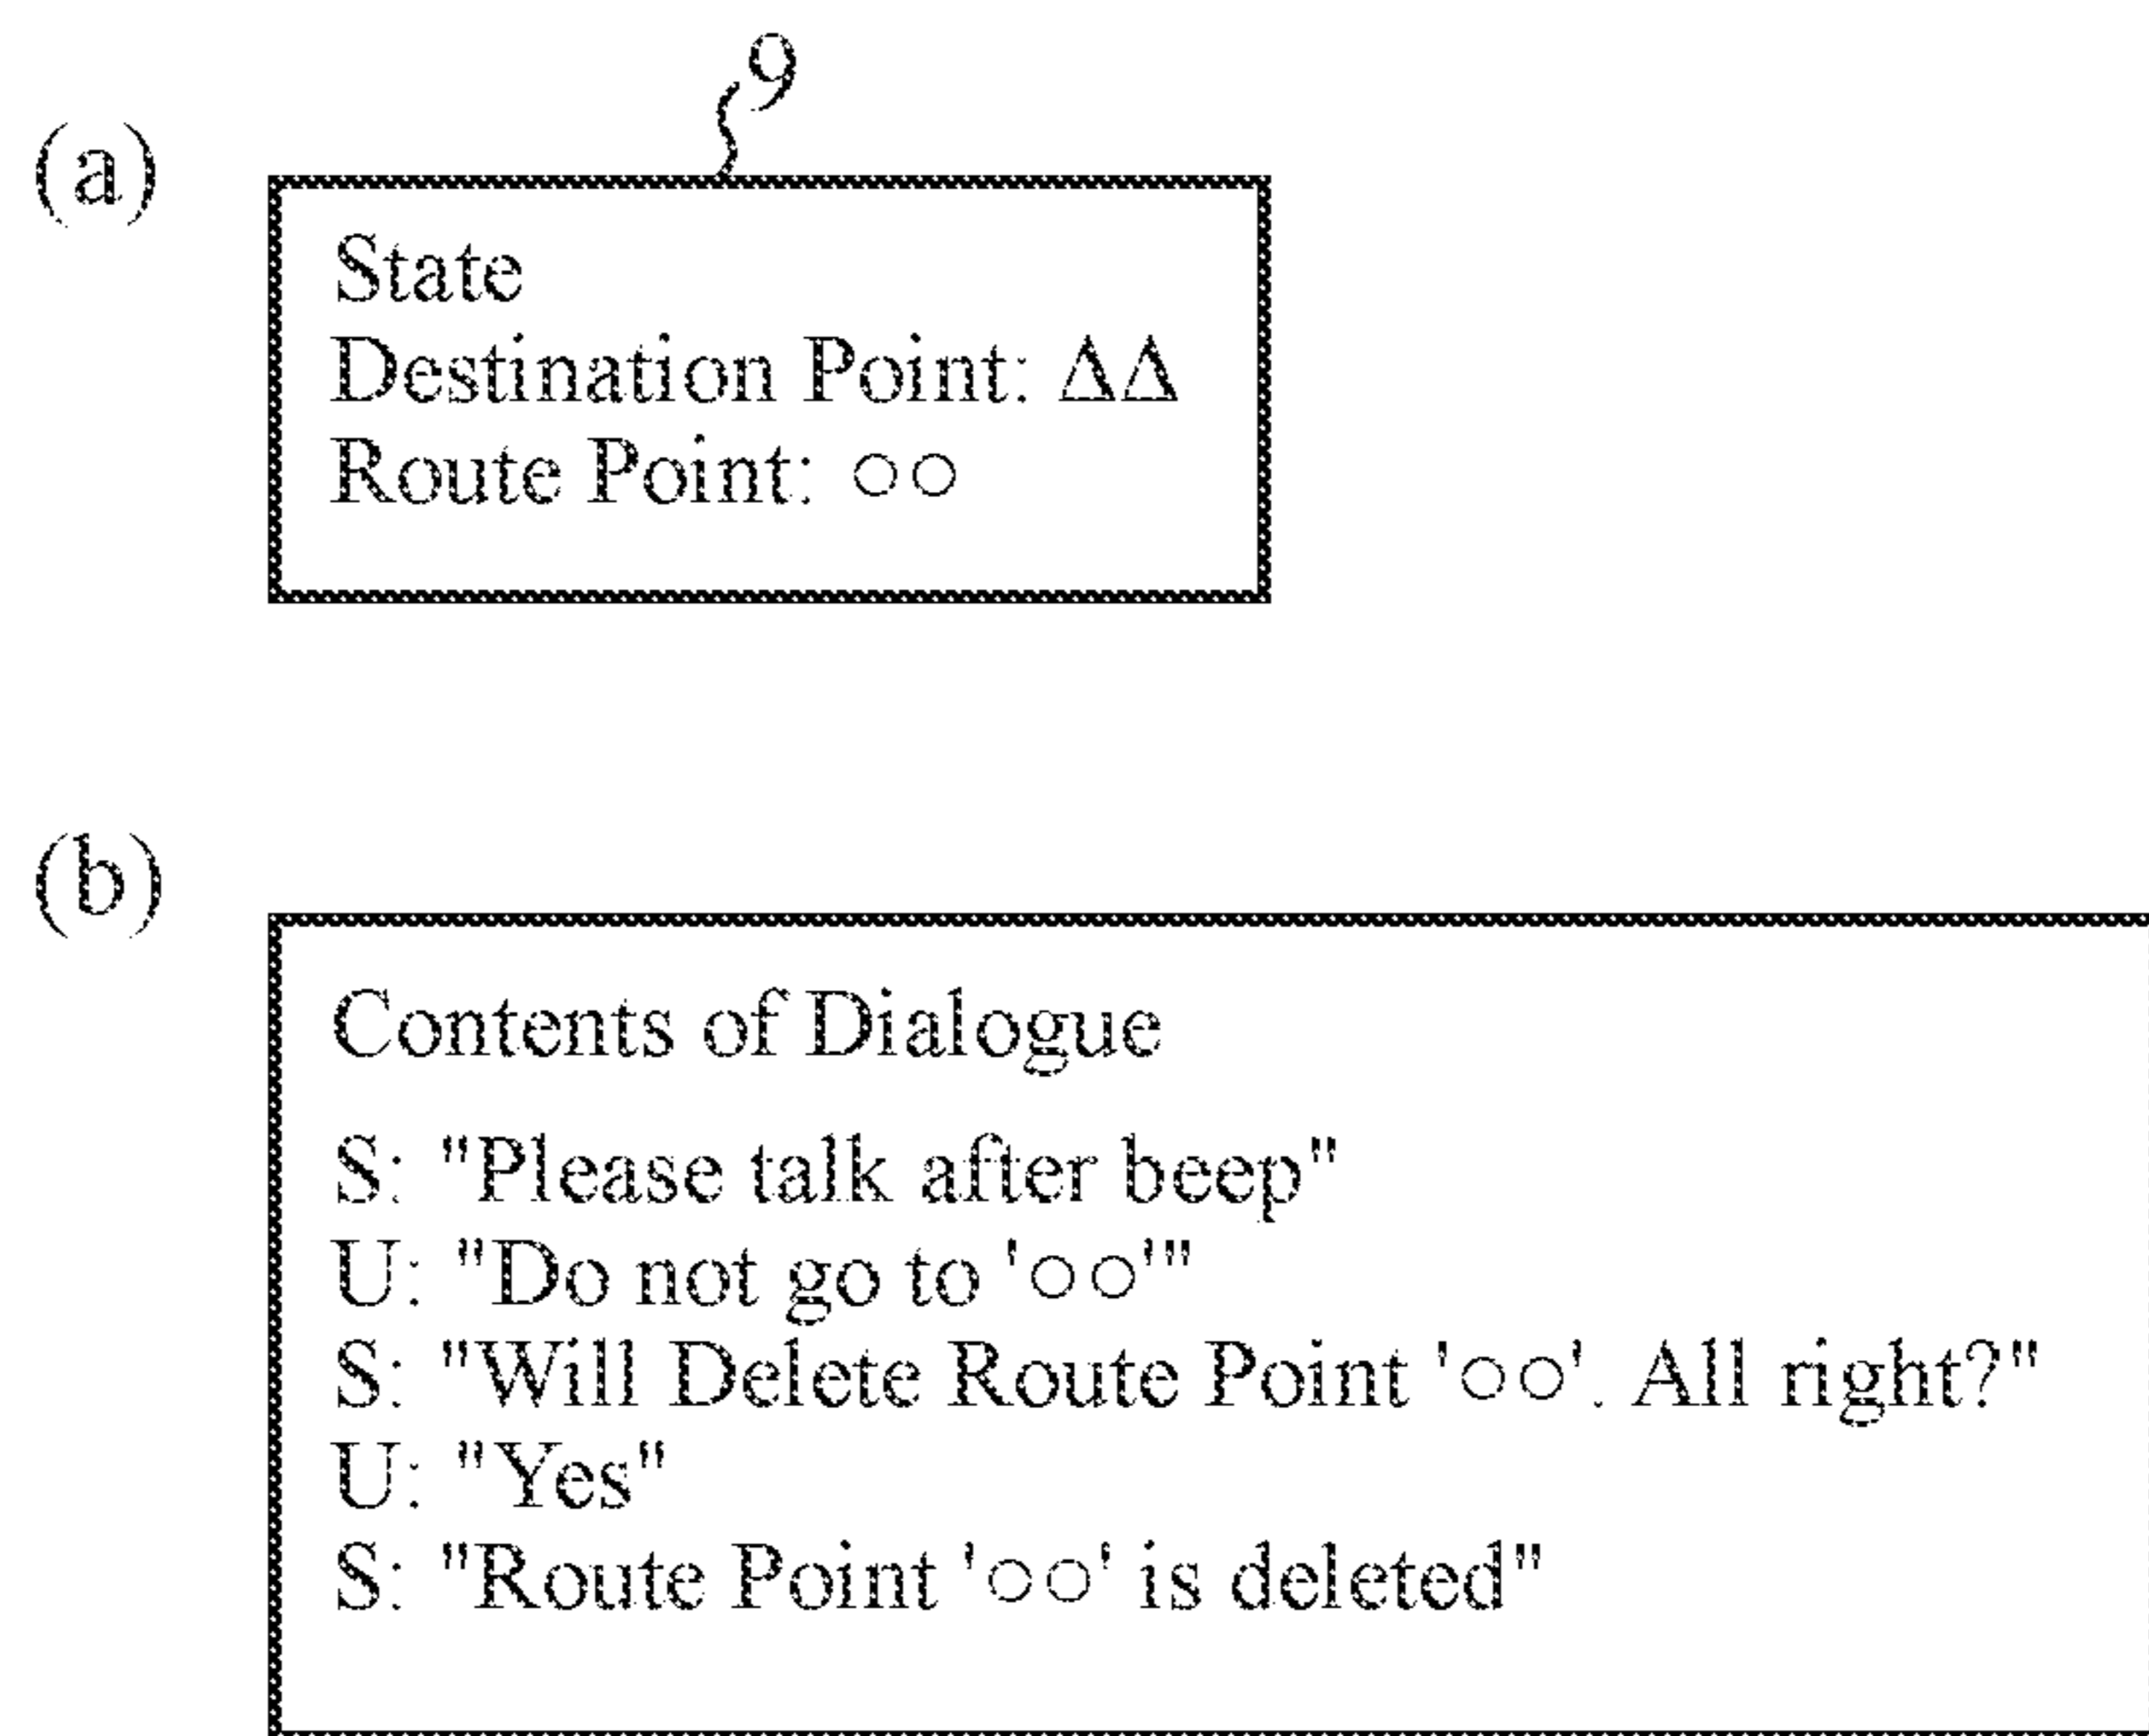 9
(a)
State
Destination Point: ΔΔ
Route Point: ○○
(b)
Contents of Dialogue
S: "Please talk after beep"
U: "Do not go to '○○'"
S: "Will Delete Route Point '○○'. All right?"
U: "Yes"
S: "Route Point '○○' is deleted"